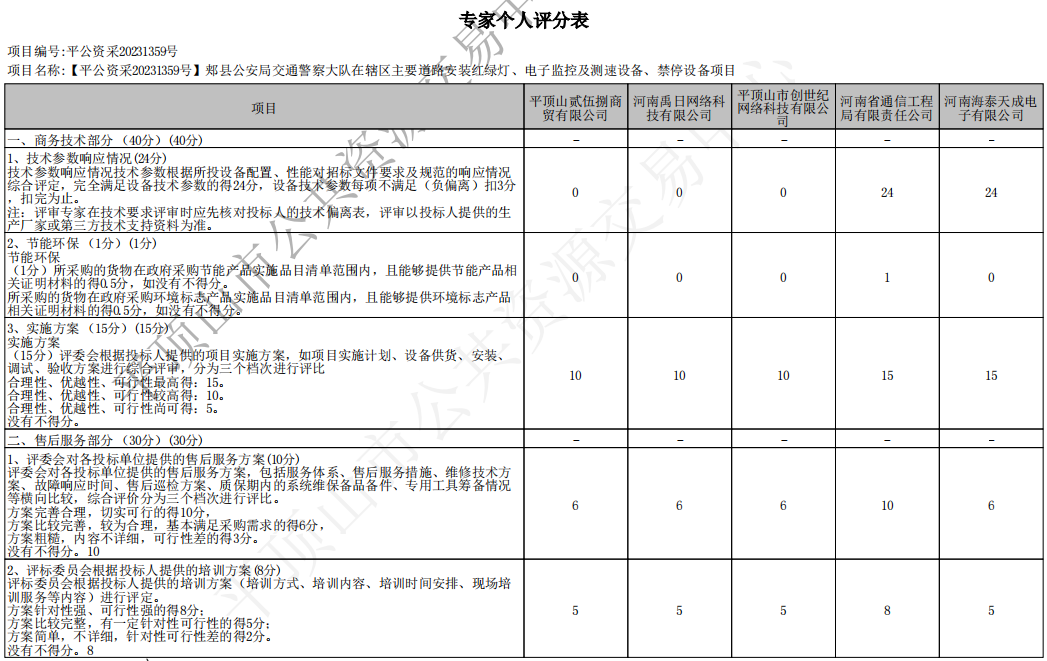 专家个人评分表
项目编号:平公资采20231359号
项目名称:【平公资采20231359号】郏县公安局交通警察大队在辖区主要道路安装红绿灯、电子监控及测速设备、禁停设备项目
项目
平顶山贰伍捌商
贸有限公司
河南禹日网络科
技有限公司
平顶山市创世纪
网络科技有限公
司
河南省通信工程
局有限责任公司
河南海泰天成电
子有限公司
一、商务技术部分 （40分）(40分)
-
-
-
-
-
1、技术参数响应情况(24分)
技术参数响应情况技术参数根据所投设备配置、性能对招标文件要求及规范的响应情况
综合评定，完全满足设备技术参数的得24分，设备技术参数每项不满足（负偏离）扣3分
，扣完为止。
注：评审专家在技术要求评审时应先核对投标人的技术偏离表，评审以投标人提供的生
产厂家或第三方技术支持资料为准。
0
0
0
24
24
2、节能环保 （1分）(1分)
节能环保
（1分）所采购的货物在政府采购节能产品实施品目清单范围内，且能够提供节能产品相
关证明材料的得0.5分，如没有不得分。
所采购的货物在政府采购环境标志产品实施品目清单范围内，且能够提供环境标志产品
相关证明材料的得0.5分，如没有不得分。
0
0
0
1
0
3、实施方案 （15分）(15分)
实施方案
（15分）评委会根据投标人提供的项目实施方案，如项目实施计划、设备供货、安装、
调试、验收方案进行综合评审，分为三个档次进行评比
合理性、优越性、可行性最高得：15。
合理性、优越性、可行性较高得：10。
合理性、优越性、可行性尚可得：5。
没有不得分。
10
10
10
15
15
二、售后服务部分 （30分）(30分)
-
-
-
-
-
1、评委会对各投标单位提供的售后服务方案(10分)
评委会对各投标单位提供的售后服务方案，包括服务体系、售后服务措施、维修技术方
案、故障响应时间、售后巡检方案、质保期内的系统维保备品备件、专用工具筹备情况
等横向比较，综合评价分为三个档次进行评比。
方案完善合理，切实可行的得10分，
方案比较完善，较为合理，基本满足采购需求的得6分，
方案粗糙，内容不详细，可行性差的得3分。
没有不得分。10
6
6
6
10
6
2、评标委员会根据投标人提供的培训方案(8分)
评标委员会根据投标人提供的培训方案（培训方式、培训内容、培训时间安排、现场培
训服务等内容）进行评定。
方案针对性强、可行性强的得8分；
方案比较完整，有一定针对性可行性的得5分；
方案简单，不详细，针对性可行性差的得2分。
没有不得分。8
5
5
5
8
5
平顶山市公共资源交易中心
平顶山市公共资源交易中心